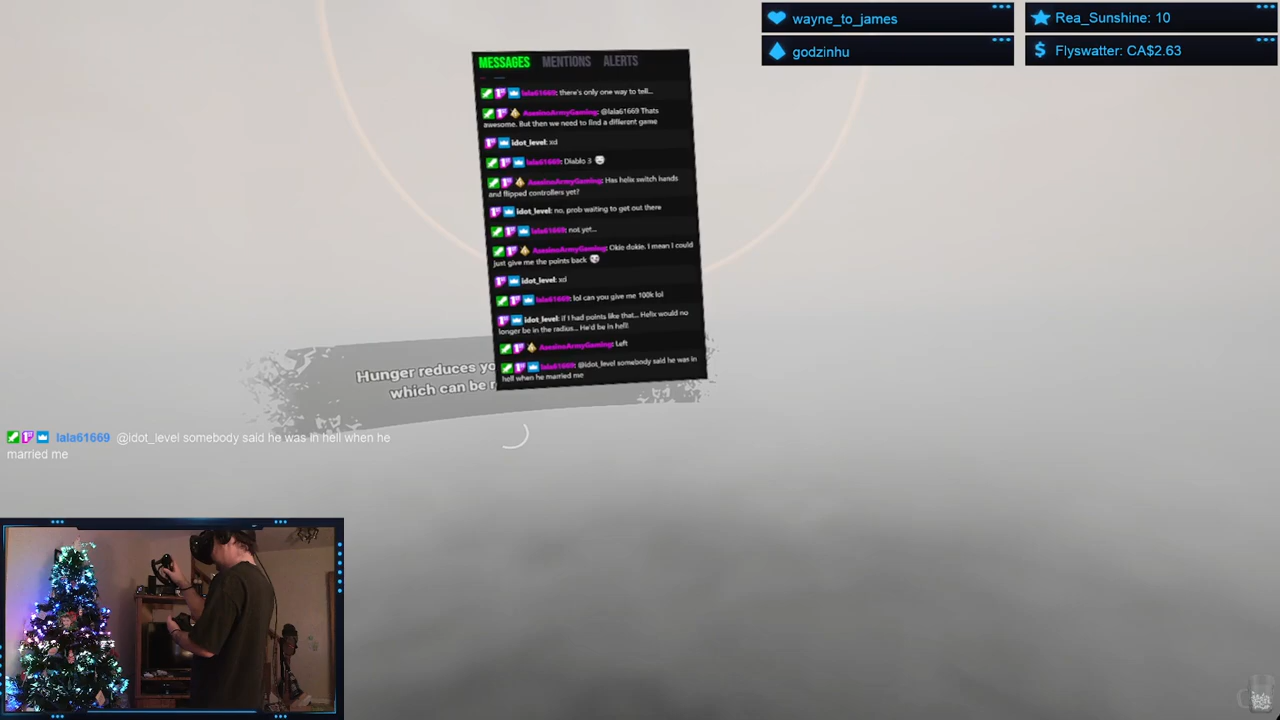 wayne_to_james
Rea_Sunshine: 10
godzinhu
Flyswatter: CA$2.63
MESSAGES MENTIONS ALERTS
lala61669: there's only one way to tell...
AsesinoArmyGaming: @lala61669 Thats
awesome. But then we need to find a different game
idot_level: xd
lala61669: Diablo 3
AsesinoArmyGaming: Has helix switch hands
and flipped controllers yet?
idot_level: no, prob waiting to get out there
lala61669: not yet...
AsesinoArmyGaming: Okie dokie. I mean I could
just give me the points back
idot_level: xd
lala61669: lol can you give me 100k lol
idot_level: if I had points like that... Helix would no
longer be in the radius... He'd be in hell!
AsesinoArmyGaming: Left
lala61669: @idot_level somebody said he was in
hell when he married me
Hunger reduces yo
which can be r
lala61669 @idot_level somebody said he was in hell when he
married me